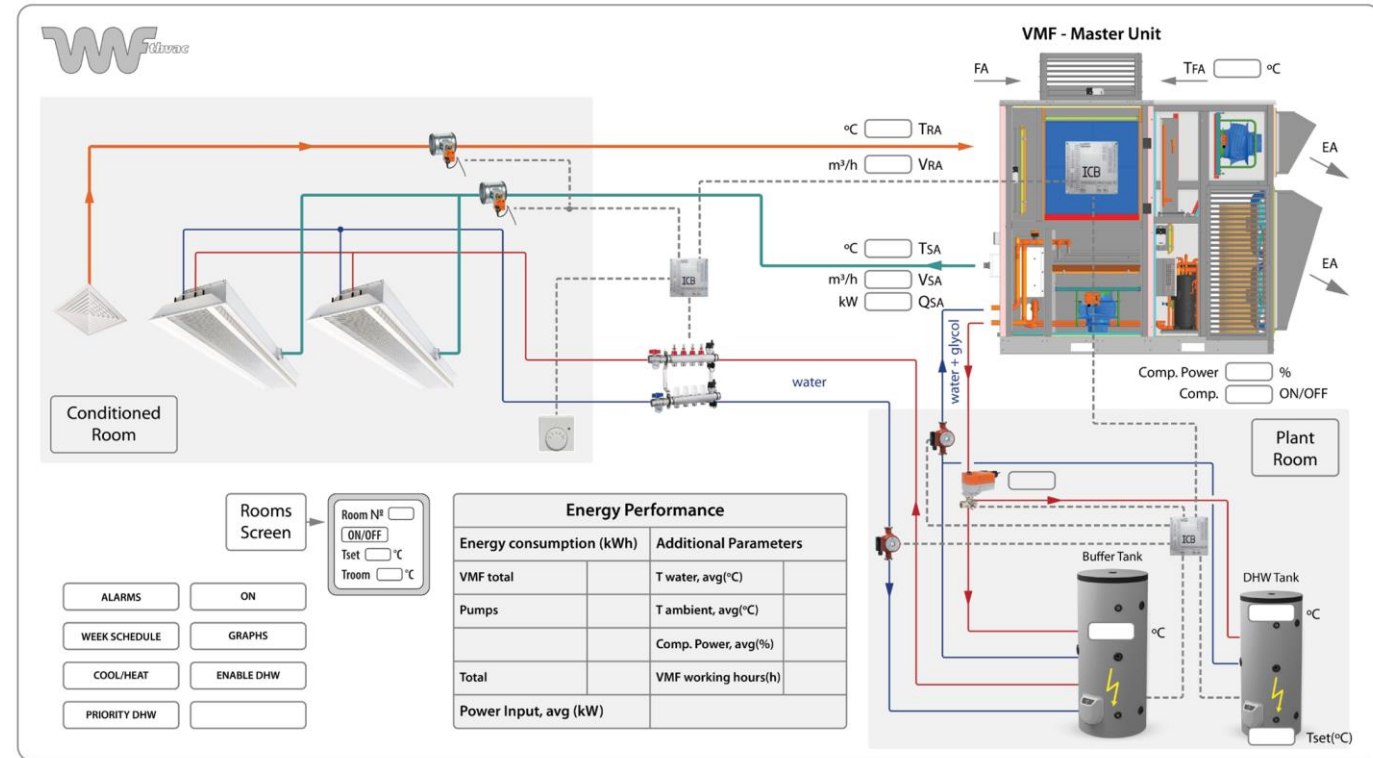 VMF
thvac
VMF - Master Unit
FA
TFA ºC
ºC TRA
m³/h VRA
EA
ICB
ºC TSA
m³/h VSA
kW QSA
EA
ICB
water + glycol
Comp. Power %
Comp. ON/OFF
water
Conditioned
Room
Plant
Room
Rooms
Screen
Room Nº
ON/OFF
Tset ºC
Troom ºC
Energy Performance
Energy consumption (kWh) Additional Parameters
VMF total T water, avg(ºC)
Pumps T ambient, avg(ºC)
Comp. Power, avg(%)
Total VMF working hours(h)
Power Input, avg (kW)
ALARMS ON
WEEK SCHEDULE GRAPHS
COOL/HEAT ENABLE DHW
PRIORITY DHW
ICB
Buffer Tank
ºC
DHW Tank
ºC
Tset(ºC)